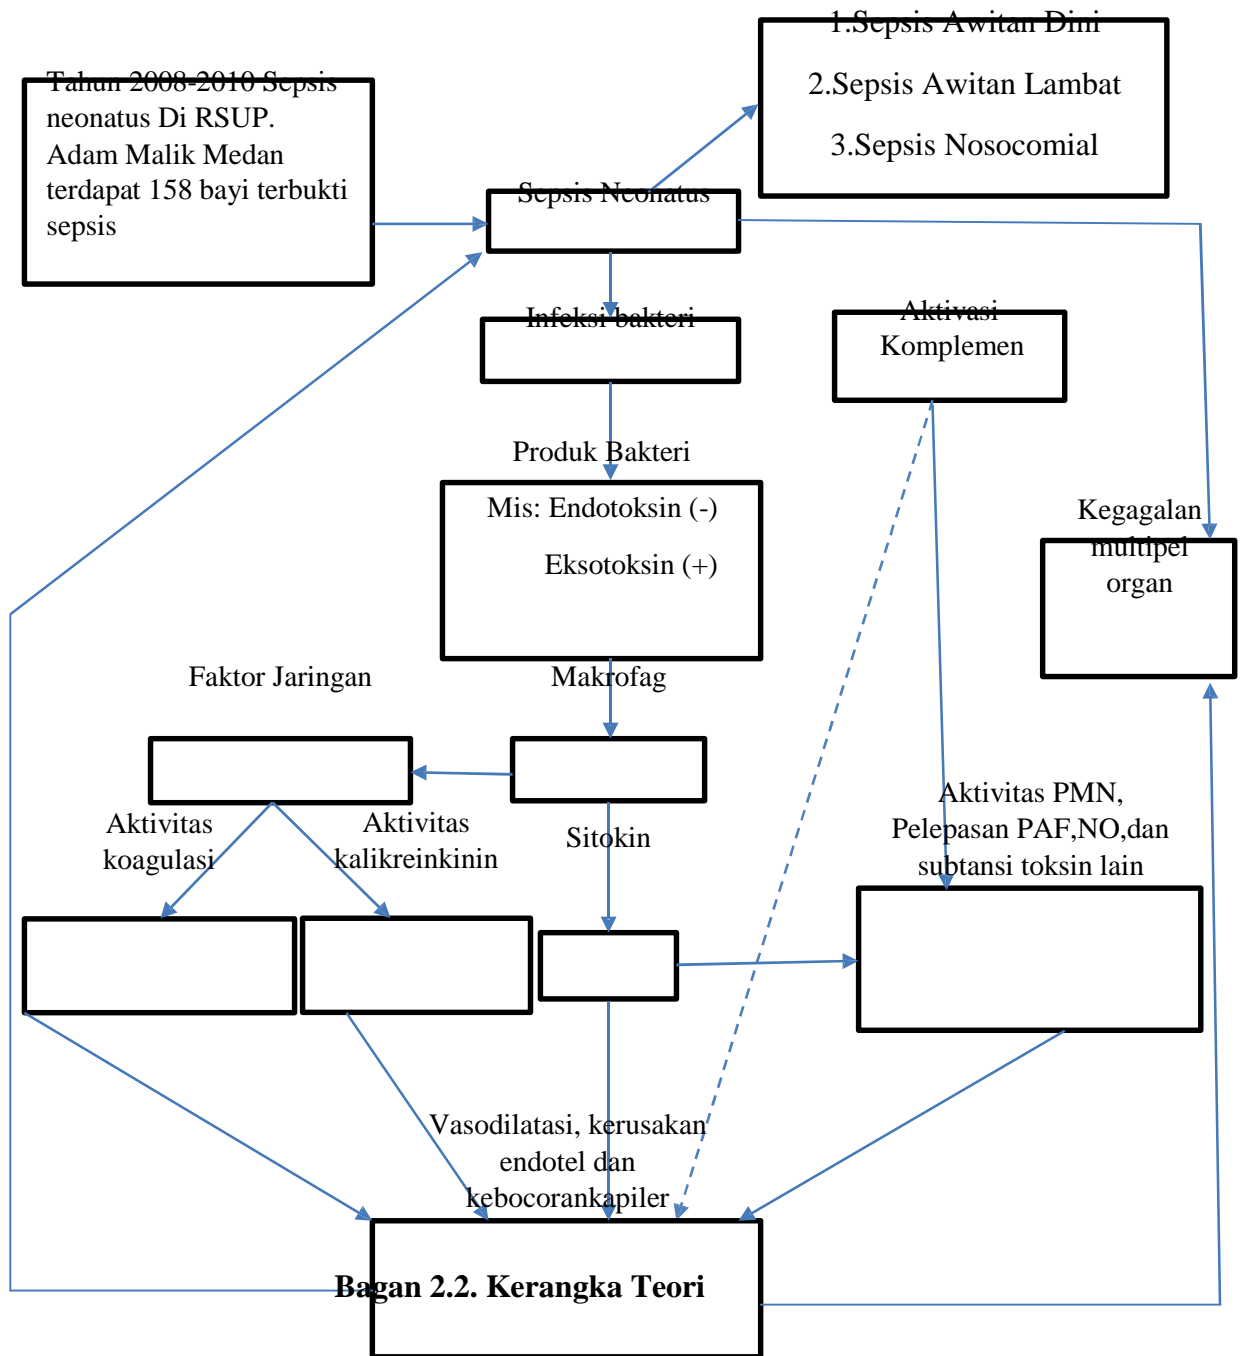 1.Sepsis Awitan Dini
2.Sepsis Awitan Lambat
3.Sepsis Nosocomial
Tahun 2008-2010 Sepsis
neonatus Di RSUP.
Adam Malik Medan
terdapat 158 bayi terbukti
sepsis
Sepsis Neonatus
Infeksi bakteri
Aktivasi
Komplemen
Produk Bakteri
Mis: Endotoksin (-)
Eksotoksin (+)
Kegagalan
multipel
organ
Faktor Jaringan
Makrofag
Aktivitas
koagulasi
Aktivitas
kalikreinkinin
Sitokin
Aktivitas PMN,
Pelepasan PAF,NO,dan
subtansi toksin lain
Vasodilatasi, kerusakan
endotel dan
kebocorankapiler
Bagan 2.2. Kerangka Teori